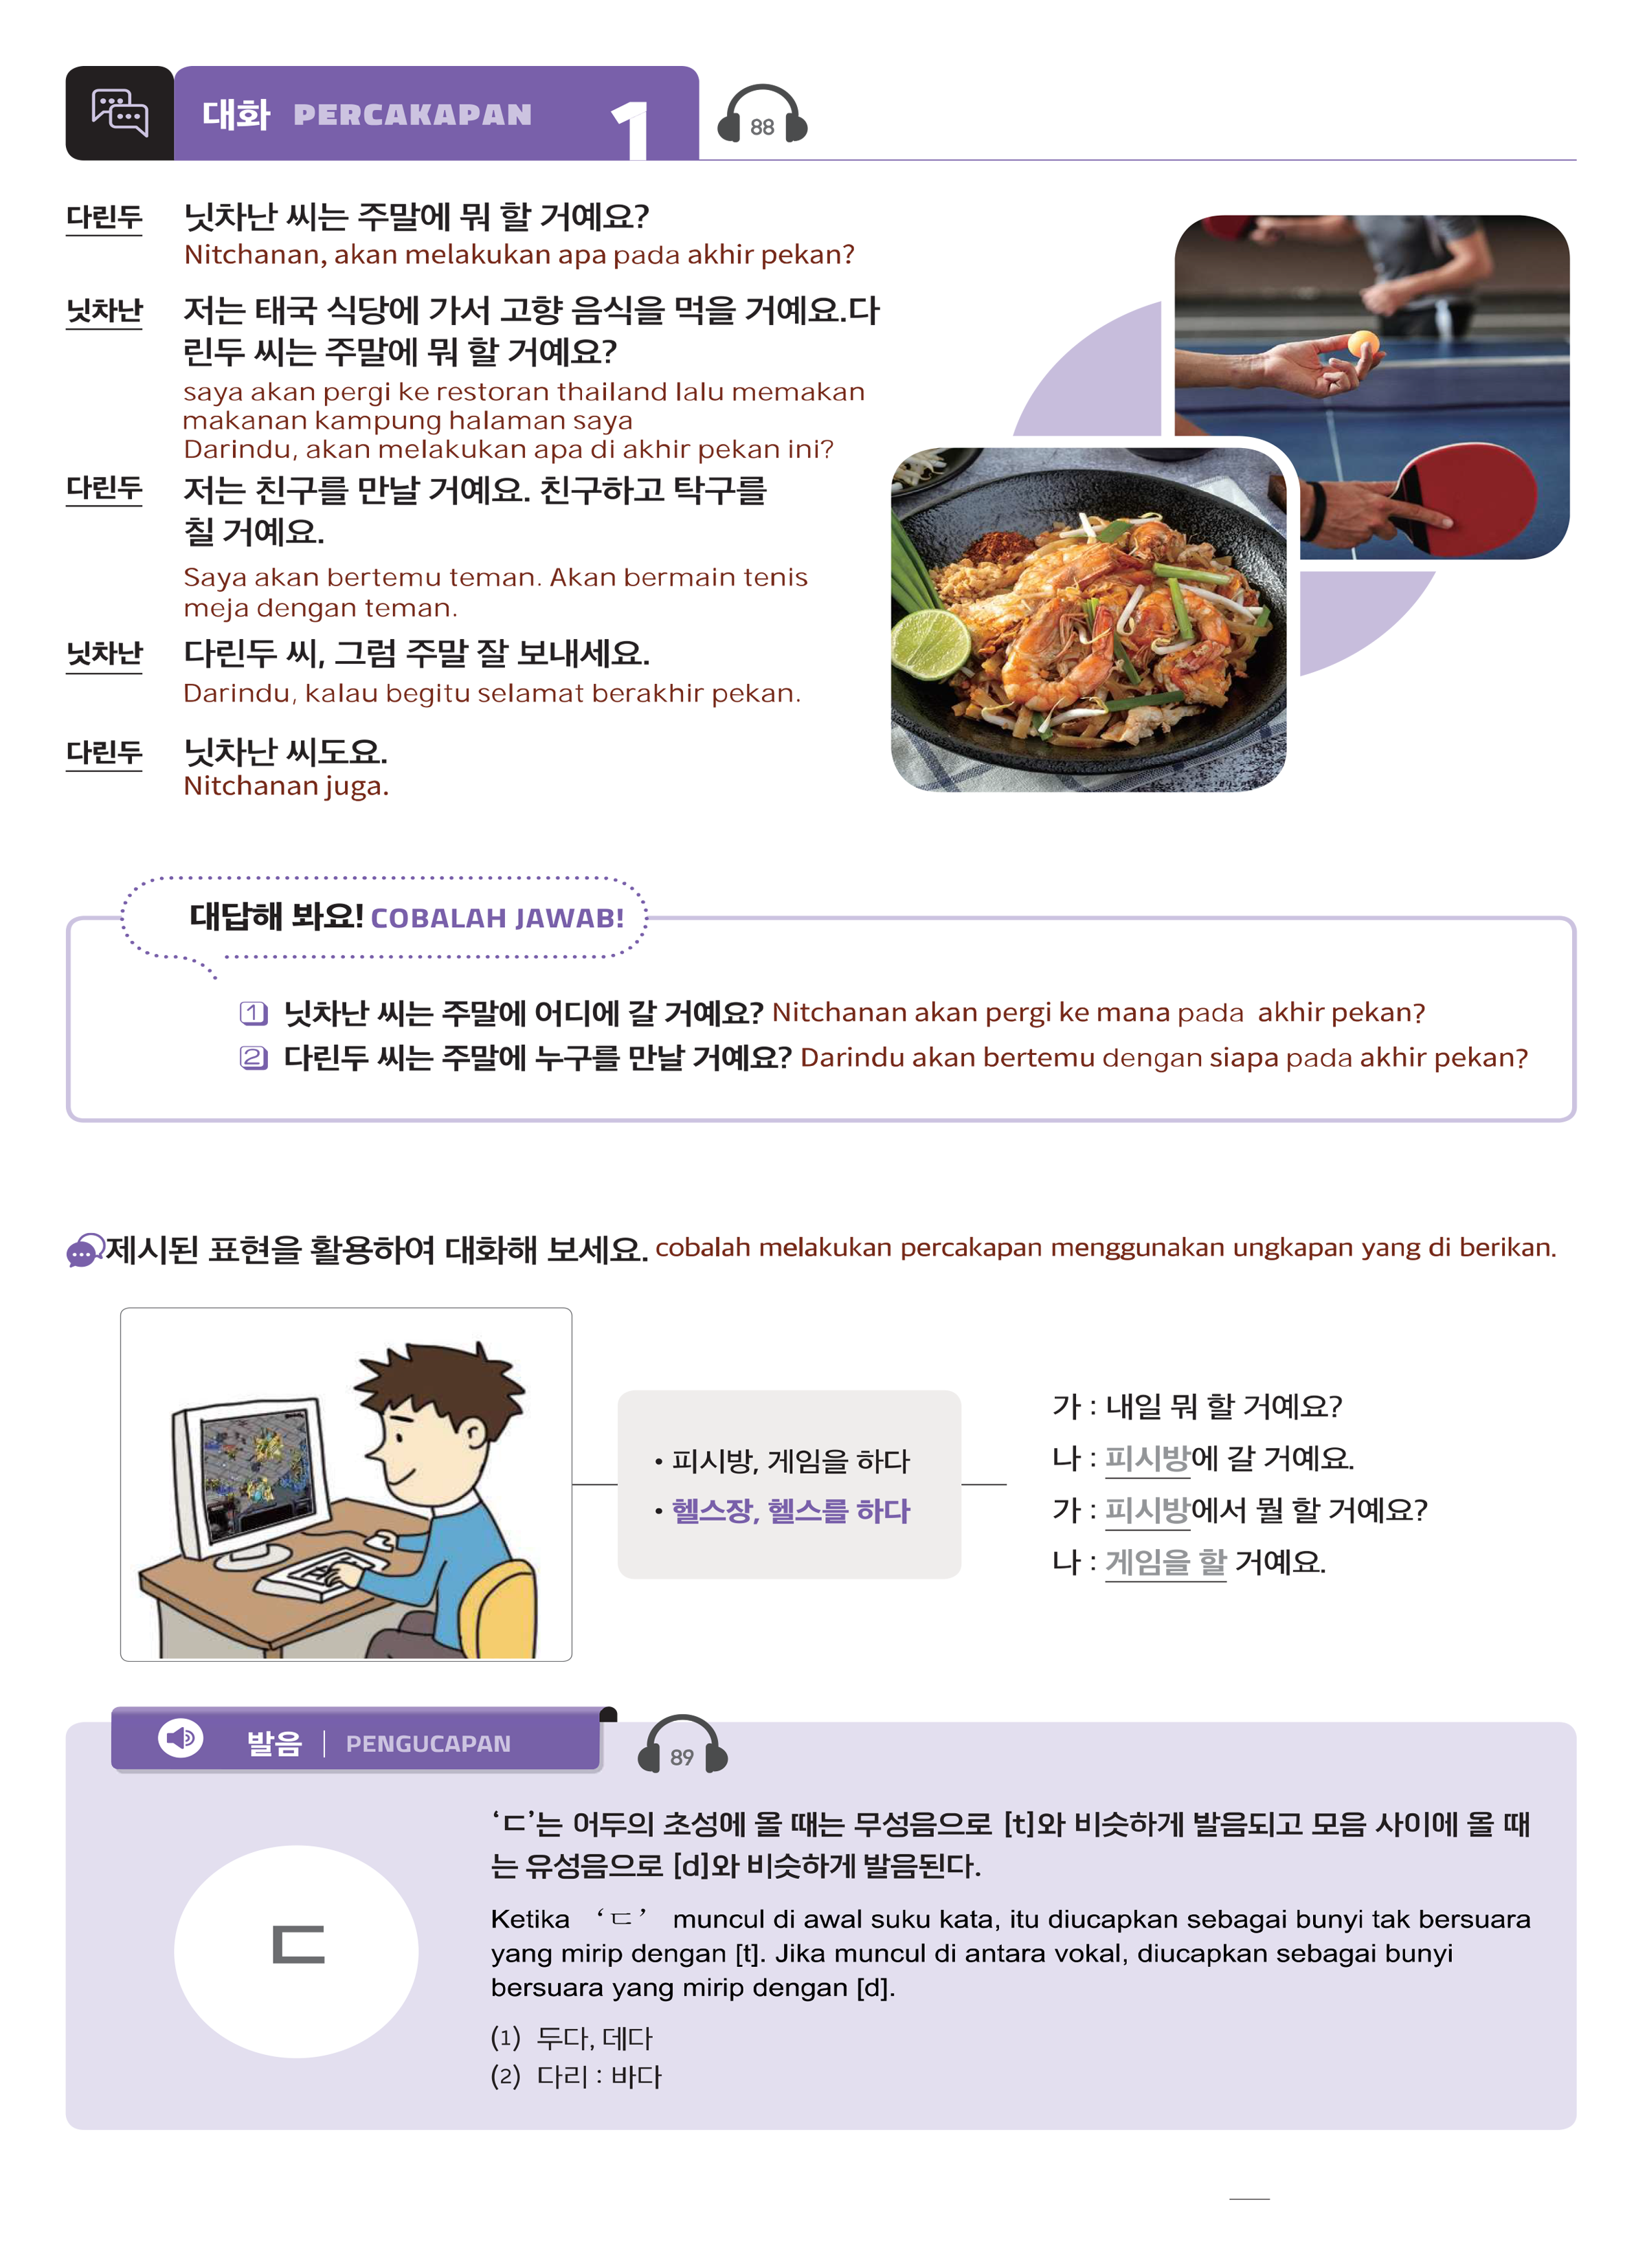 대화 PERCAKAPAN 1 88
다린두 닛차난 씨는 주말에 뭐 할 거예요?
Nitchanan, akan melakukan apa pada akhir pekan?
닛차난 저는 태국 식당에 가서 고향 음식을 먹을 거예요.다
린두 씨는 주말에 뭐 할 거예요?
saya akan pergi ke restoran thailand lalu memakan
makanan kampung halaman saya
Darindu, akan melakukan apa di akhir pekan ini?
다린두 저는 친구를 만날 거예요. 친구하고 탁구를
칠 거예요.
Saya akan bertemu teman. Akan bermain tenis
meja dengan teman.
닛차난 다린두 씨, 그럼 주말 잘 보내세요.
Darindu, kalau begitu selamat berakhir pekan.
다린두 닛차난 씨도요.
Nitchanan juga.
대답해 봐요! COBALAH JAWAB!
1 닛차난 씨는 주말에 어디에 갈 거예요? Nitchanan akan pergi ke mana pada akhir pekan?
2 다린두 씨는 주말에 누구를 만날 거예요? Darindu akan bertemu dengan siapa pada akhir pekan?
제시된 표현을 활용하여 대화해 보세요. cobalah melakukan percakapan menggunakan ungkapan yang di berikan.
• 피시방, 게임을 하다
• 헬스장, 헬스를 하다
가 : 내일 뭐 할 거예요?
나 : 피시방에 갈 거예요.
가 : 피시방에서 뭘 할 거예요?
나 : 게임을 할 거예요.
발음 | PENGUCAPAN 89
ㄷ
‘ㄷ’는 어두의 초성에 올 때는 무성음으로 [t]와 비슷하게 발음되고 모음 사이에 올 때
는 유성음으로 [d]와 비슷하게 발음된다.
Ketika ‘ㄷ’ muncul di awal suku kata, itu diucapkan sebagai bunyi tak bersuara
yang mirip dengan [t]. Jika muncul di antara vokal, diucapkan sebagai bunyi
bersuara yang mirip dengan [d].
(1) 두다, 데다
(2) 다리 : 바다